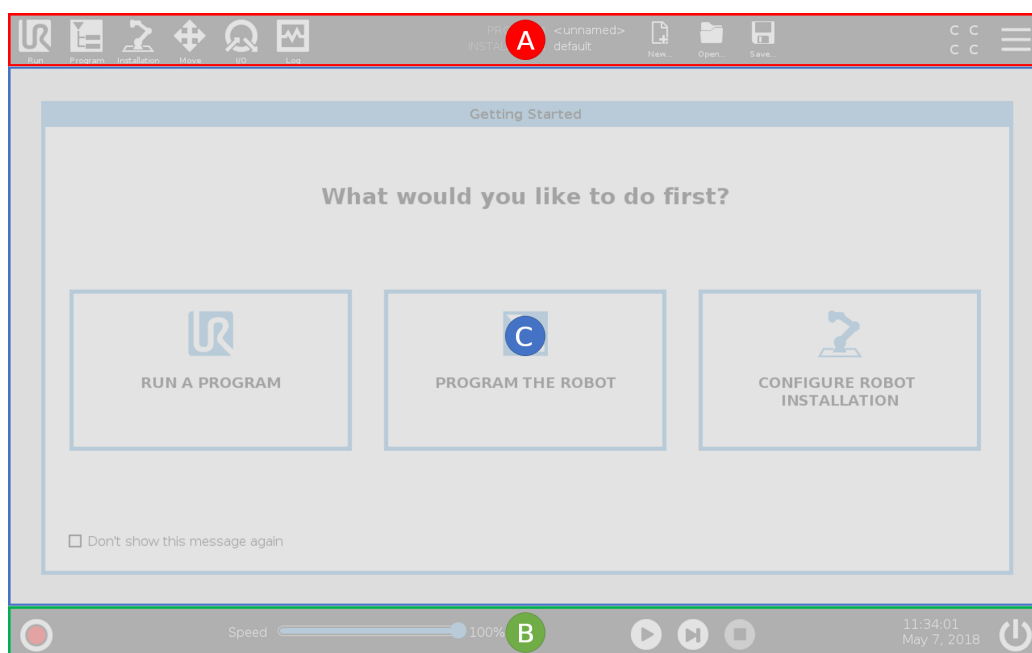 Run
Program
Installation
Move
I/O
Log
PR
<unnamed>
INSTAL
default
A
New...
Open...
Save...
C C
C C
Getting Started
What would you like to do first?
C
RUN A PROGRAM
PROGRAM THE ROBOT
CONFIGURE ROBOT
INSTALLATION
Don't show this message again
Speed
100%
B
11:34:01
May 7, 2018